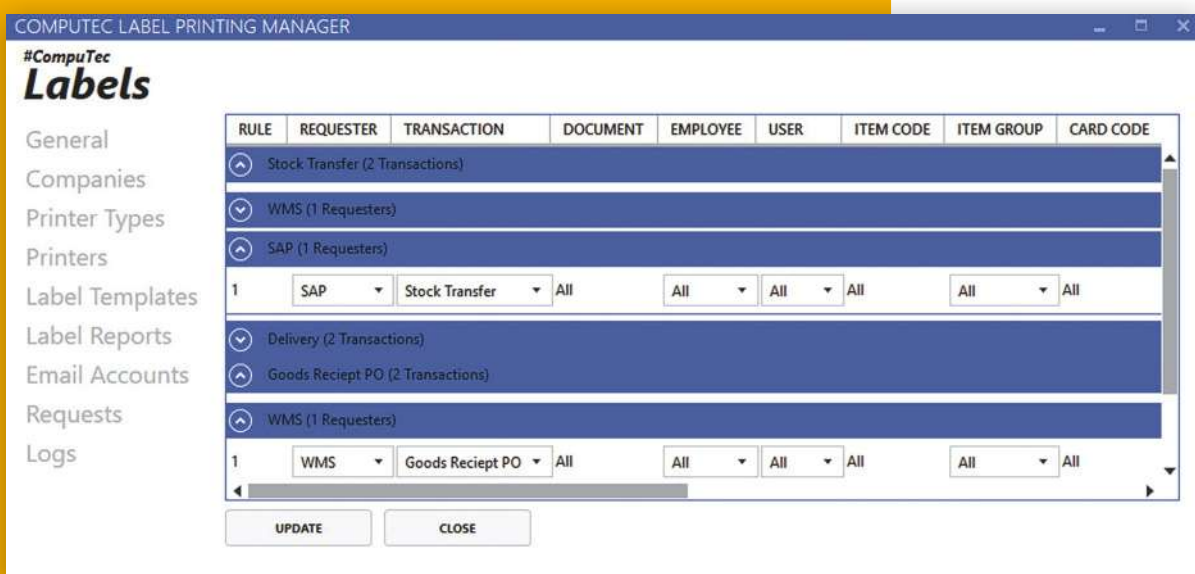 COMPUTEC LABEL PRINTING MANAGER
#CompuTec
Labels
General
Companies
Printer Types
Printers
Label Templates
Label Reports
Email Accounts
Requests
Logs
RULE REQUESTER TRANSACTION DOCUMENT EMPLOYEE USER ITEM CODE ITEM GROUP CARD CODE
Stock Transfer (2 Transactions)
WMS (1 Requesters)
SAP (1 Requesters)
1 SAP Stock Transfer All All All All All All
Delivery (2 Transactions)
Goods Reciept PO (2 Transactions)
WMS (1 Requesters)
1 WMS Goods Reciept PO All All All All All All
UPDATE CLOSE